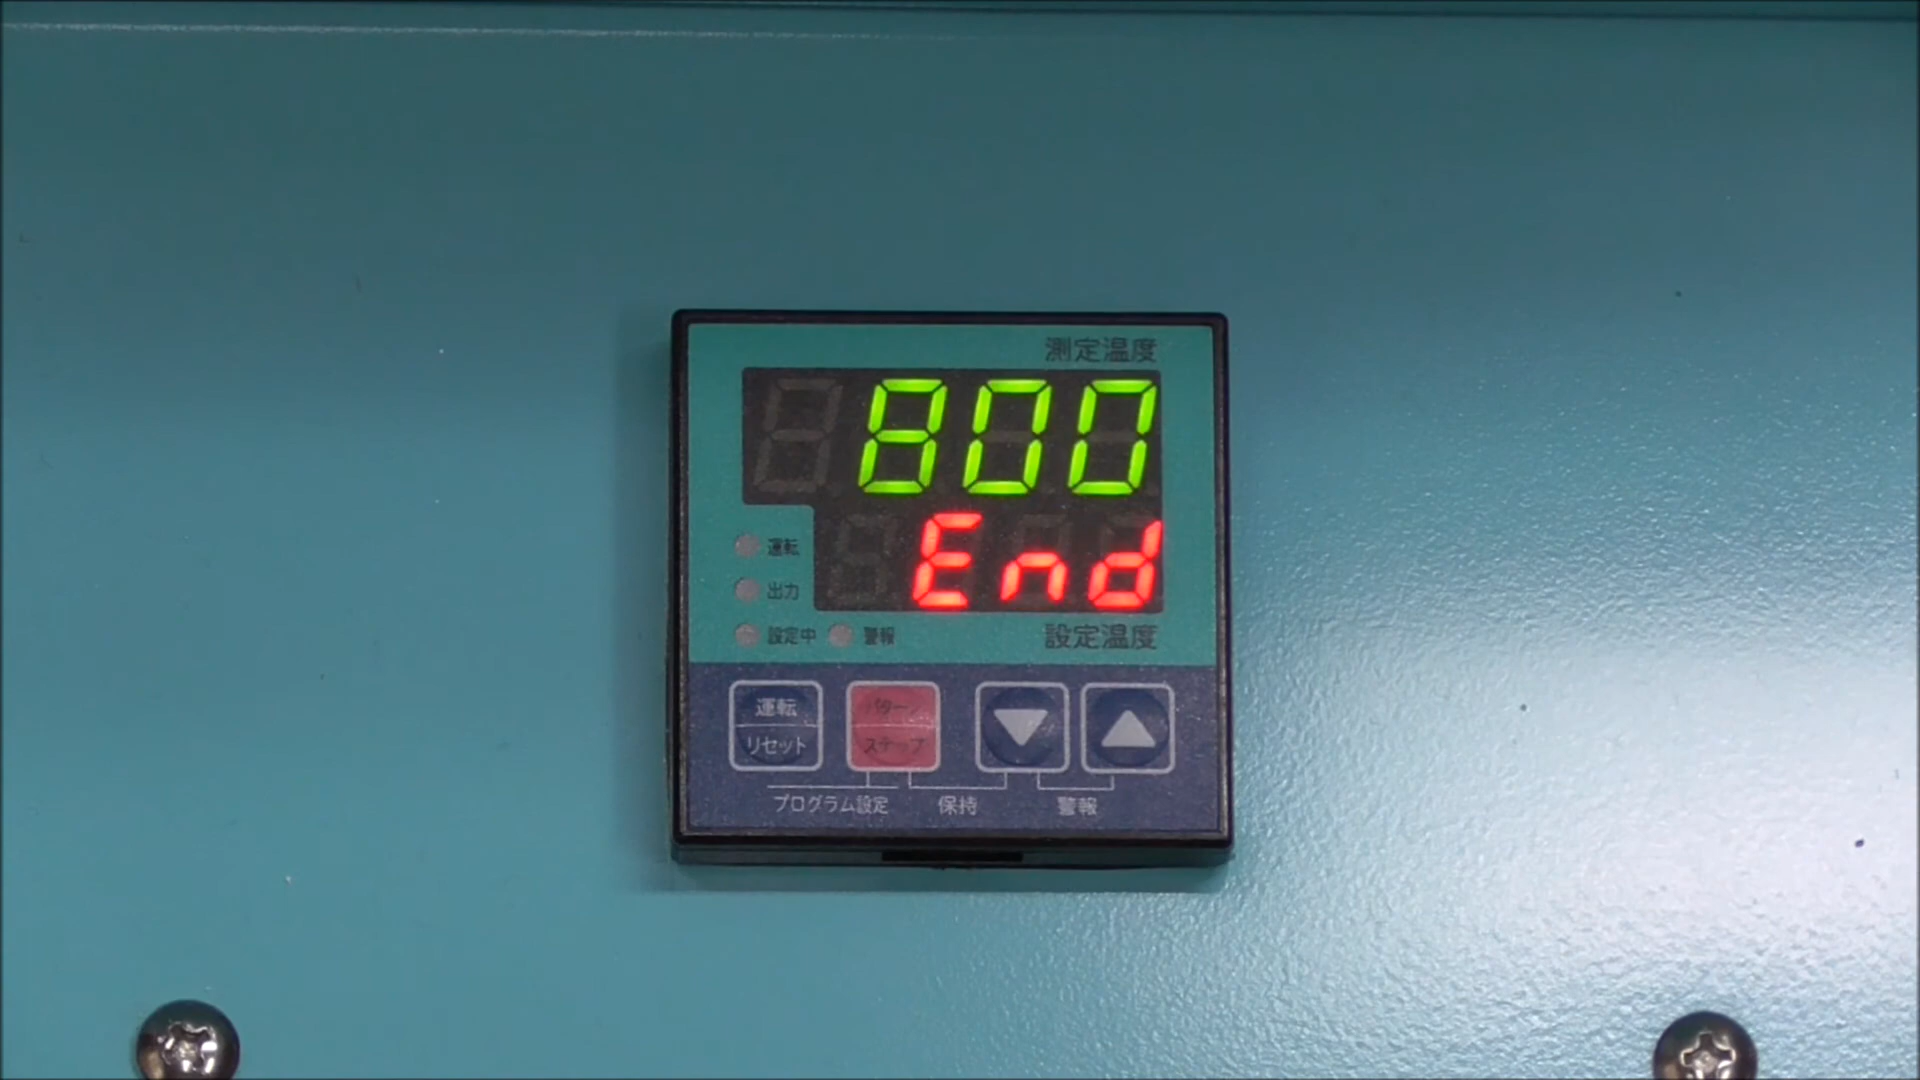 測定温度
800
End
運転
出力
設定中 警報
設定温度
運転
リセット
パターン
ステップ
プログラム設定 保持 警報